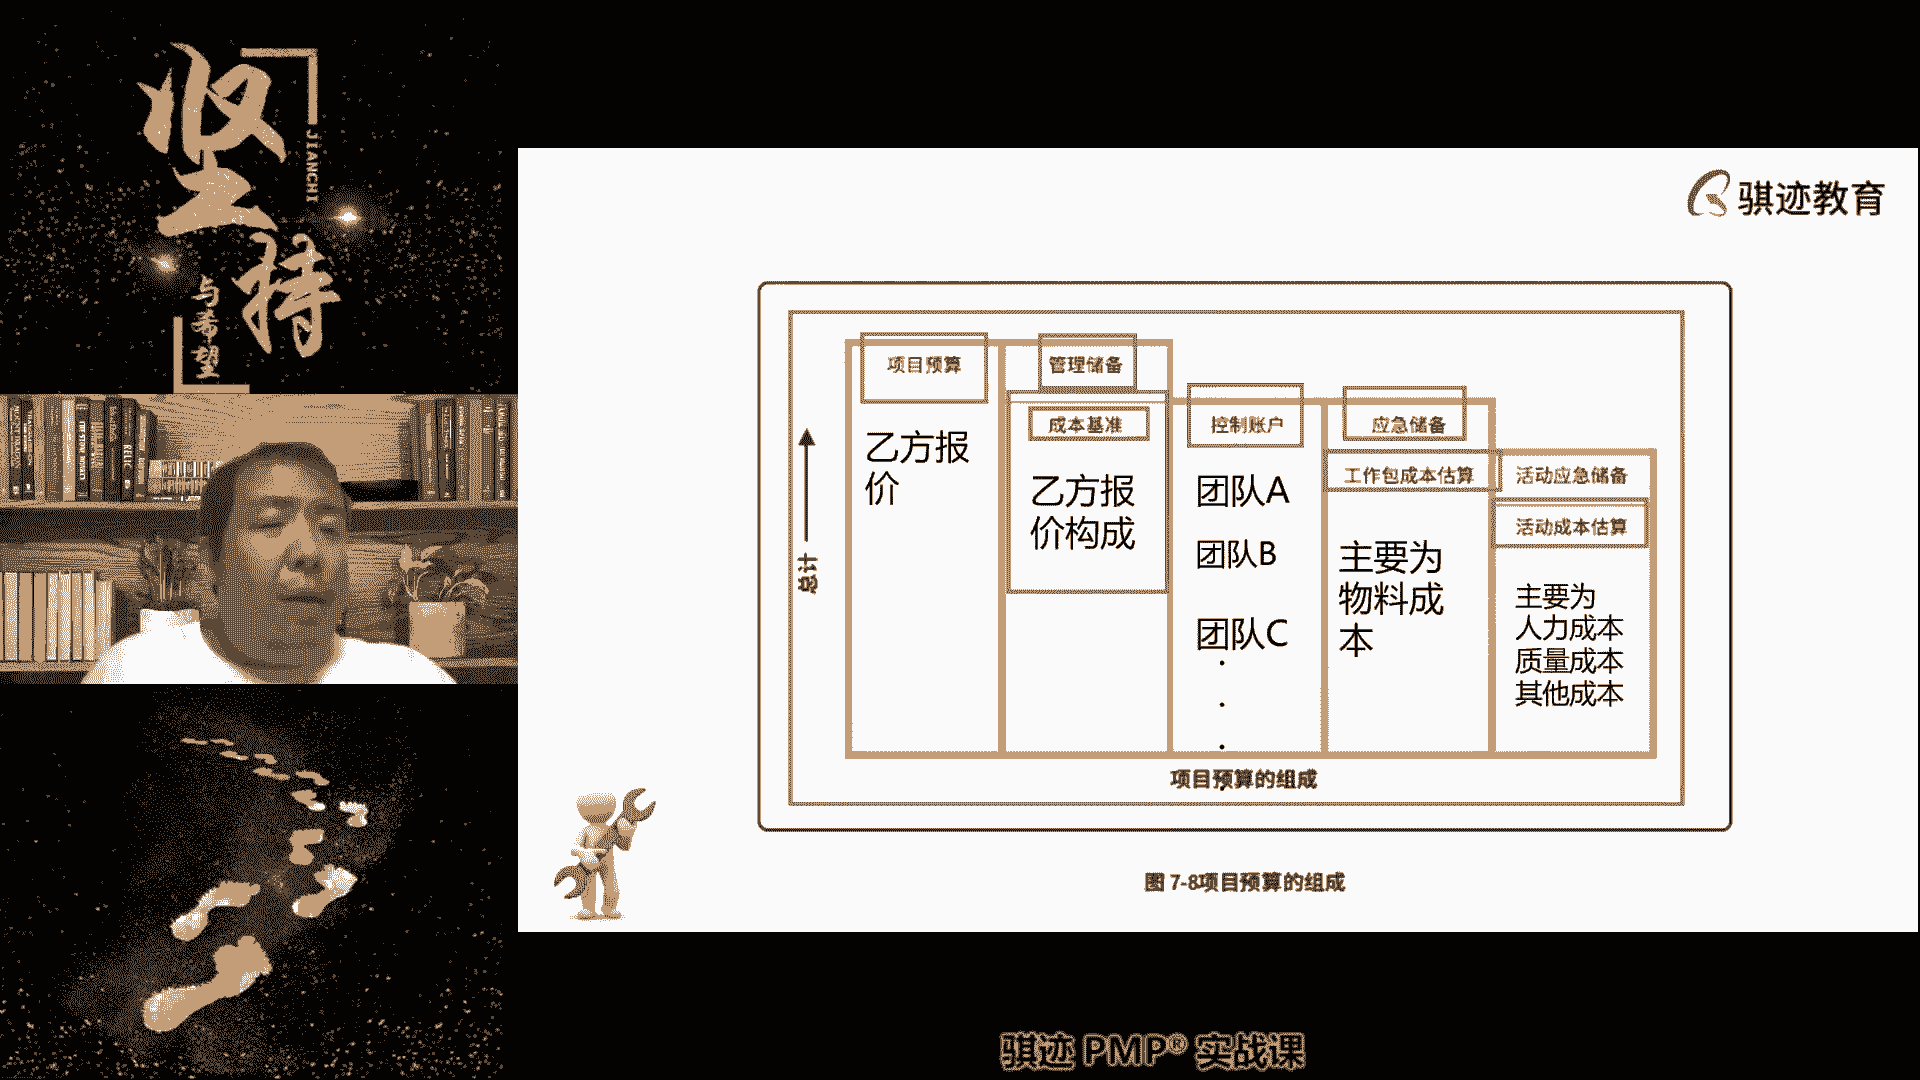 坚持
JIANCHI
与希望
骐迹教育
项目预算
管理储备
成本基准
控制账户
应急储备
工作包成本估算
活动应急储备
活动成本估算
乙方报
价
乙方报
价构成
团队A
团队B
团队C
主要为
物料成
本
主要为
人力成本
质量成本
其他成本
总计
项目预算的组成
图 7-8项目预算的组成
骐迹 PMP® 实战课